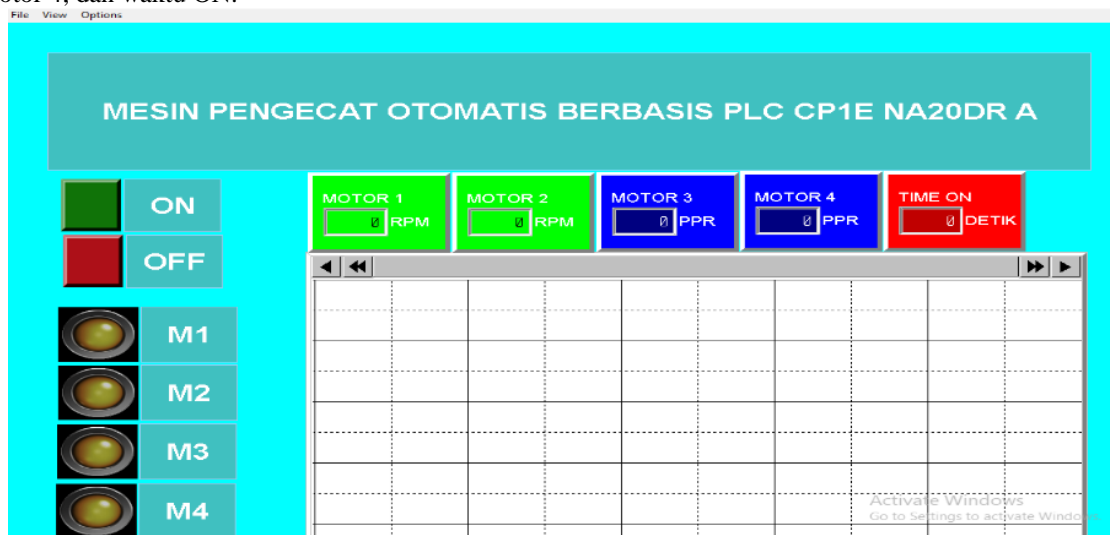 otor 4, dan waktu ON.
File View Options
MESIN PENGECAT OTOMATIS BERBASIS PLC CP1E NA20DR A
ON
OFF
MOTOR 1
0 RPM
MOTOR 2
0 RPM
MOTOR 3
0 PPR
MOTOR 4
0 PPR
TIME ON
0 DETIK
M1
M2
M3
M4
Activate Windows
Go to Settings to activate Windows